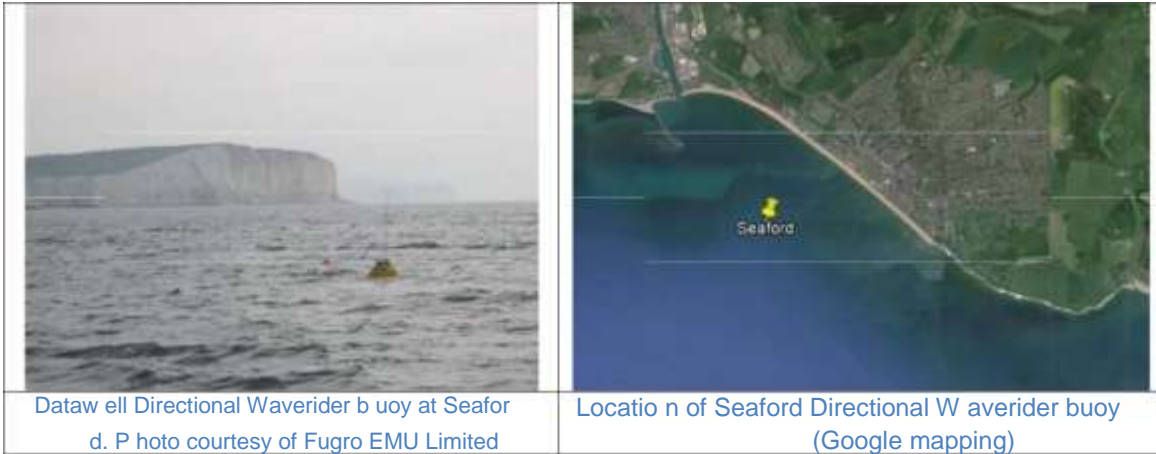 Seaford
Dataw ell Directional Waverider b uoy at Seafor
d. P hoto courtesy of Fugro EMU Limited
Locatio n of Seaford Directional W averider buoy
(Google mapping)